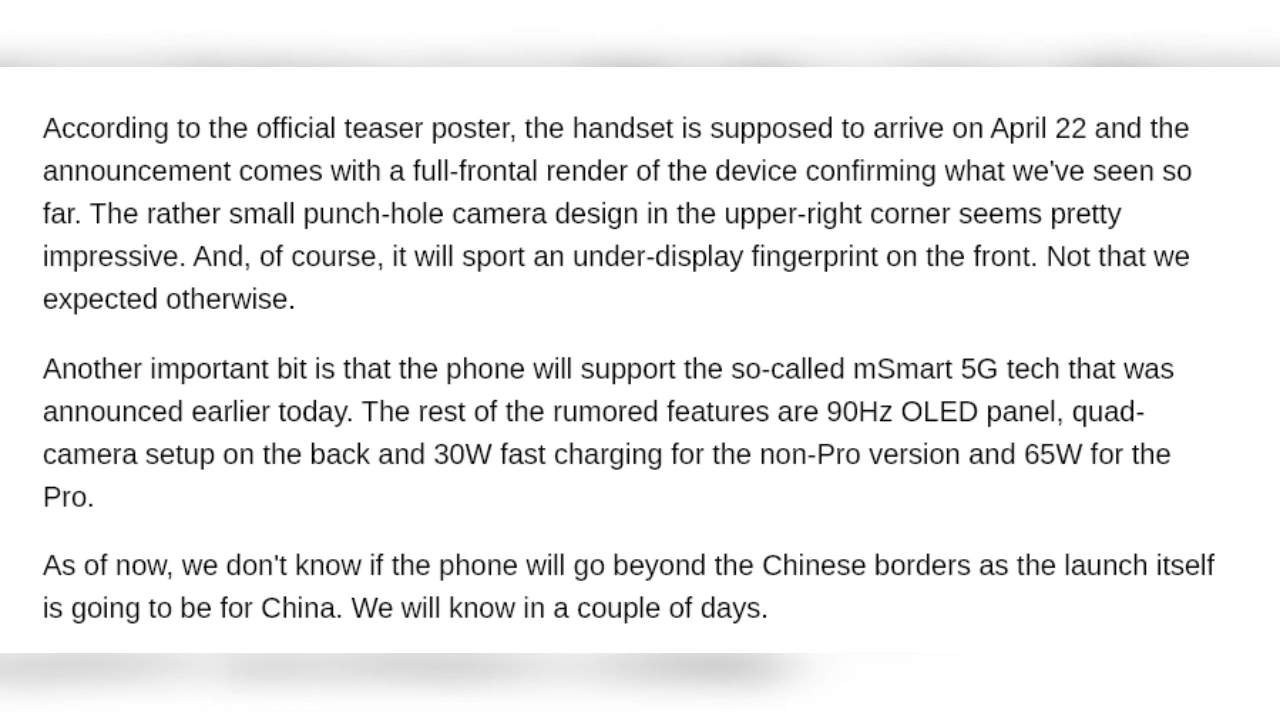 According to the official teaser poster, the handset is supposed to arrive on April 22 and the
announcement comes with a full-frontal render of the device confirming what we've seen so
far. The rather small punch-hole camera design in the upper-right corner seems pretty
impressive. And, of course, it will sport an under-display fingerprint on the front. Not that we
expected otherwise.
Another important bit is that the phone will support the so-called mSmart 5G tech that was
announced earlier today. The rest of the rumored features are 90Hz OLED panel, quad-
camera setup on the back and 30W fast charging for the non-Pro version and 65W for the
Pro.
As of now, we don't know if the phone will go beyond the Chinese borders as the launch itself
is going to be for China. We will know in a couple of days.